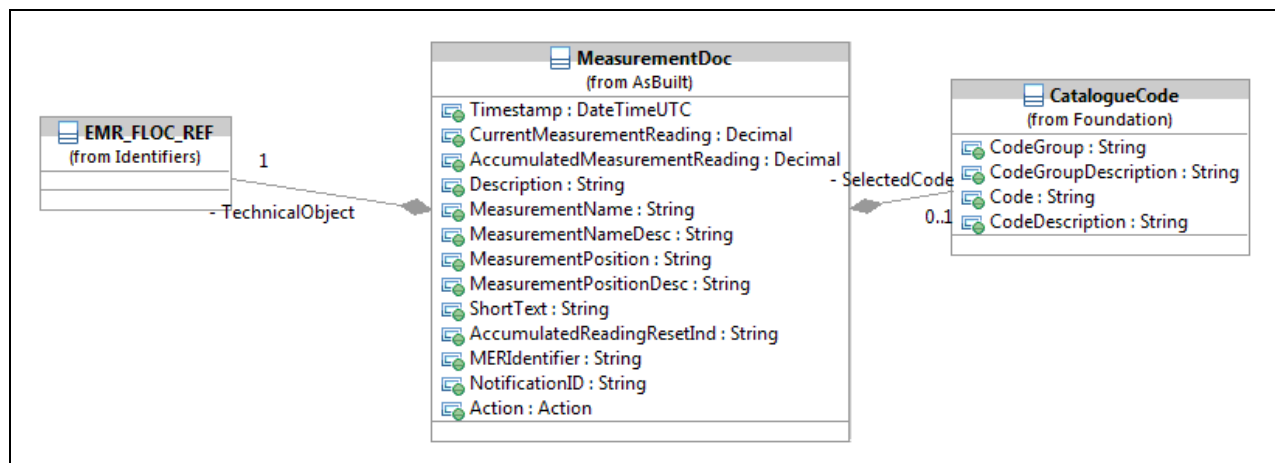 EMR_FLOC_REF
(from Identifiers)
1
- TechnicalObject
MeasurementDoc
(from AsBuilt)
Timestamp : DateTimeUTC
CurrentMeasurementReading : Decimal
AccumulatedMeasurementReading : Decimal
Description : String
MeasurementName : String
MeasurementNameDesc : String
MeasurementPosition : String
MeasurementPositionDesc : String
ShortText : String
AccumulatedReadingResetInd : String
MERIdentifier : String
NotificationID : String
Action : Action
- SelectedCode
0..1
CatalogueCode
(from Foundation)
CodeGroup : String
CodeGroupDescription : String
Code : String
CodeDescription : String